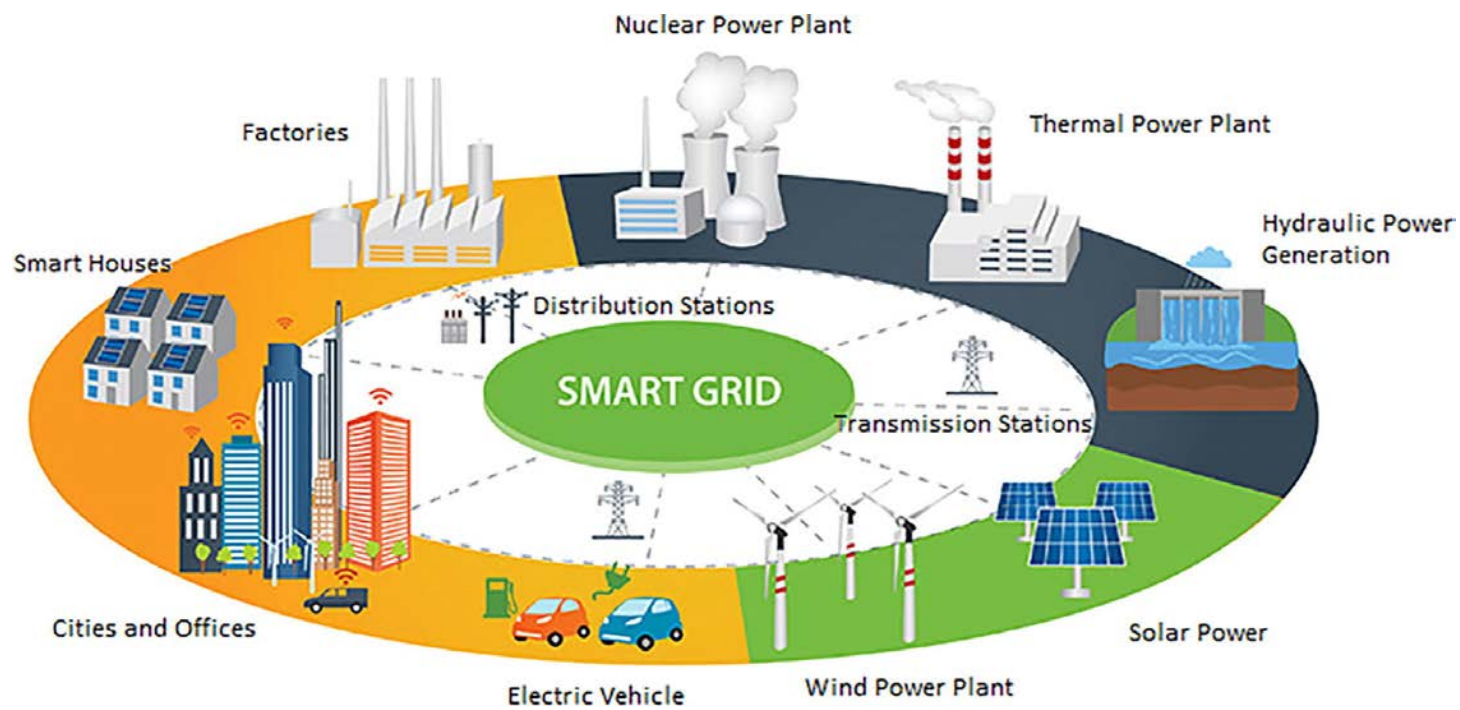 Nuclear Power Plant
Factories
Thermal Power Plant
Hydraulic Power
Generation
Smart Houses
Distribution Stations
SMART GRID
Transmission Stations
Cities and Offices
Solar Power
Electric Vehicle
Wind Power Plant